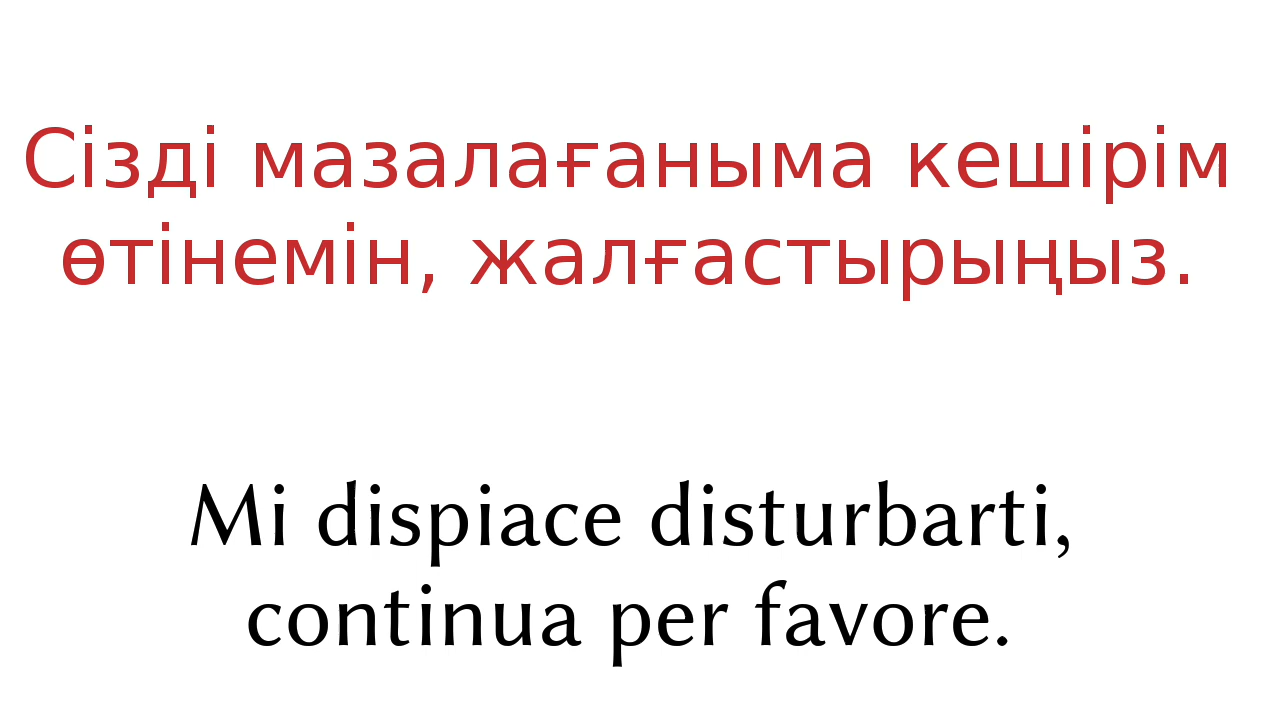 Сізді мазалағаныма кешірім
өтінемін, жалғастырыңыз.
Mi dispiace disturbarti,
continua per favore.